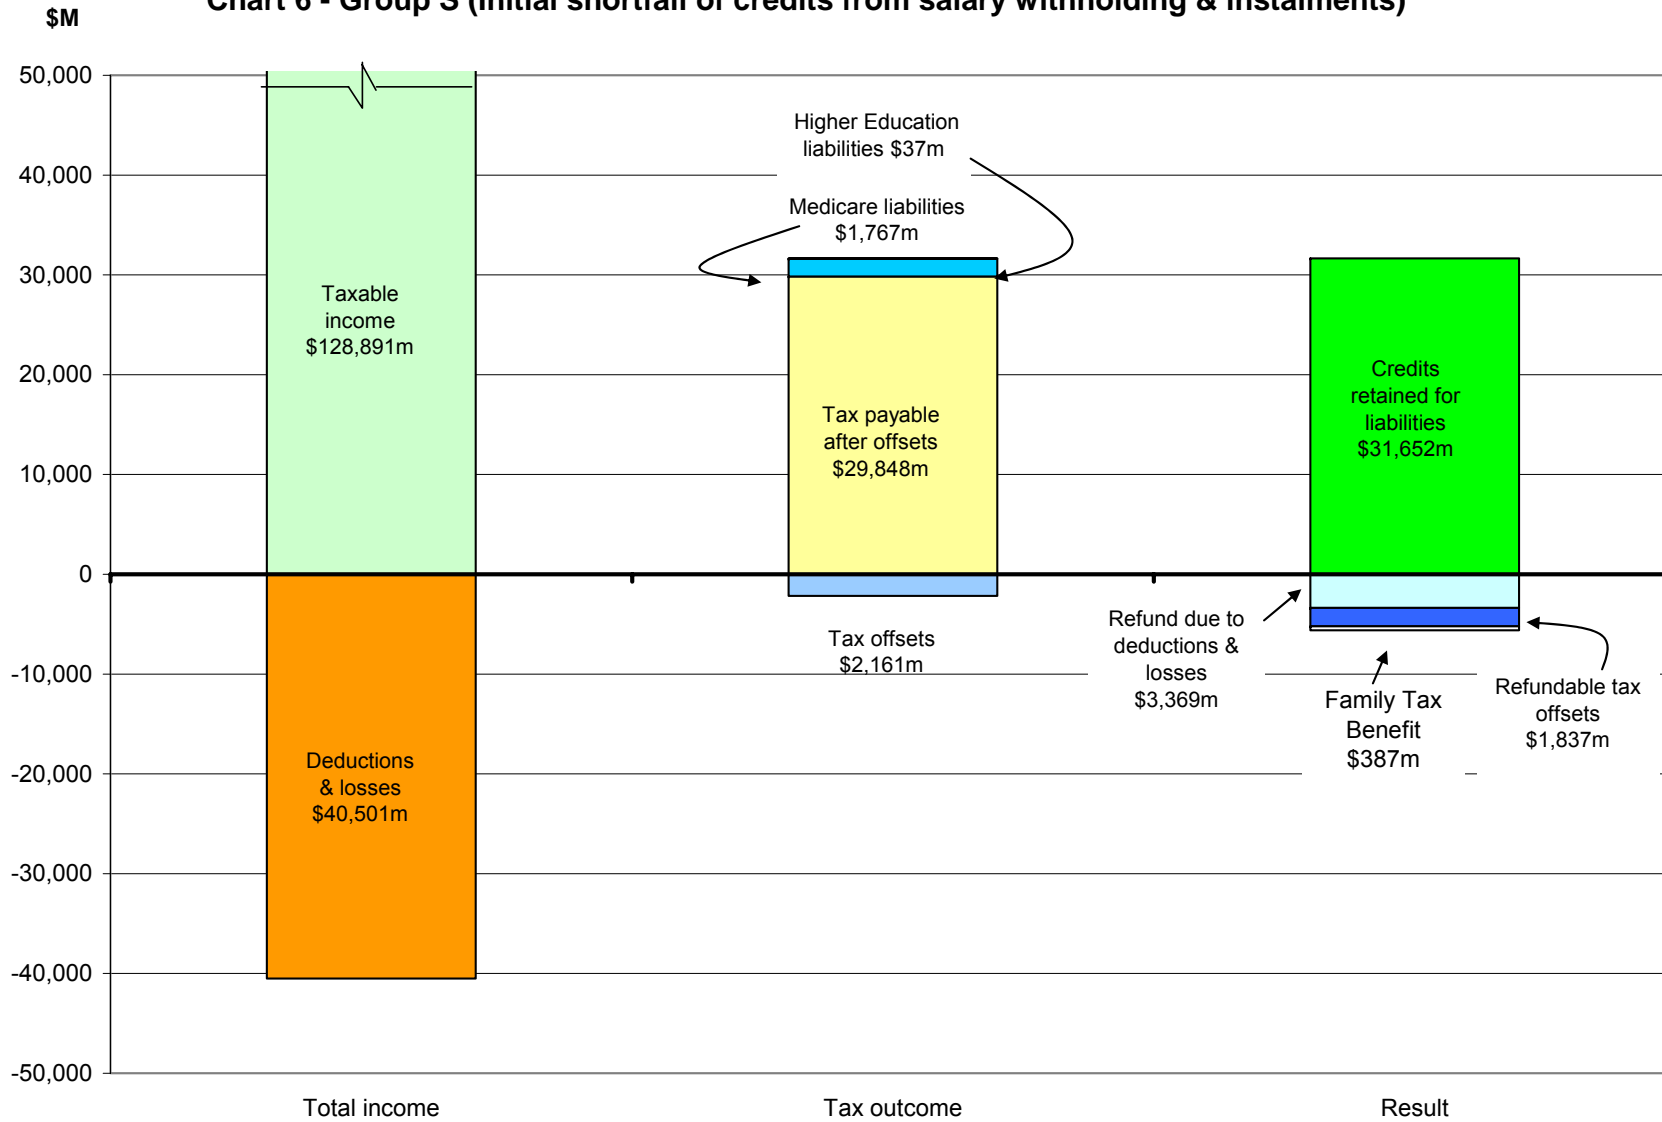 Chart 6 - Group S (Initial shortfall of credits from salary withholding & instalments)
$M
50,000
40,000
30,000
20,000
10,000
0
-10,000
-20,000
-30,000
-40,000
-50,000
Taxable
income
$128,891m
Deductions
& losses
$40,501m
Higher Education
liabilities $37m
Medicare liabilities
$1,767m
Tax payable
after offsets
$29,848m
Tax offsets
$2,161m
Credits
retained for
liabilities
$31,652m
Refund due to
deductions &
losses
$3,369m
Family Tax
Benefit
$387m
Refundable tax
offsets
$1,837m
Total income
Tax outcome
Result